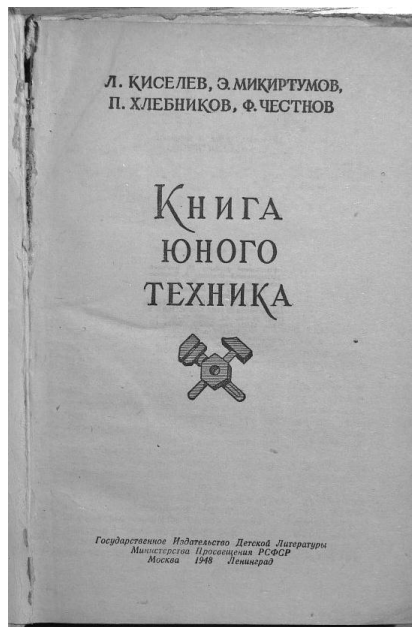 Л. КИСЕЛЕВ, Э. МИКИРТУМОВ,
П. ХЛЕБНИКОВ, Ф. ЧЕСТНОВ
КНИГА
ЮНОГО
ТЕХНИКА
Государственное Издательство Детской Литературы
Министерства Просвещения РСФСР
Москва 1948 Ленинград